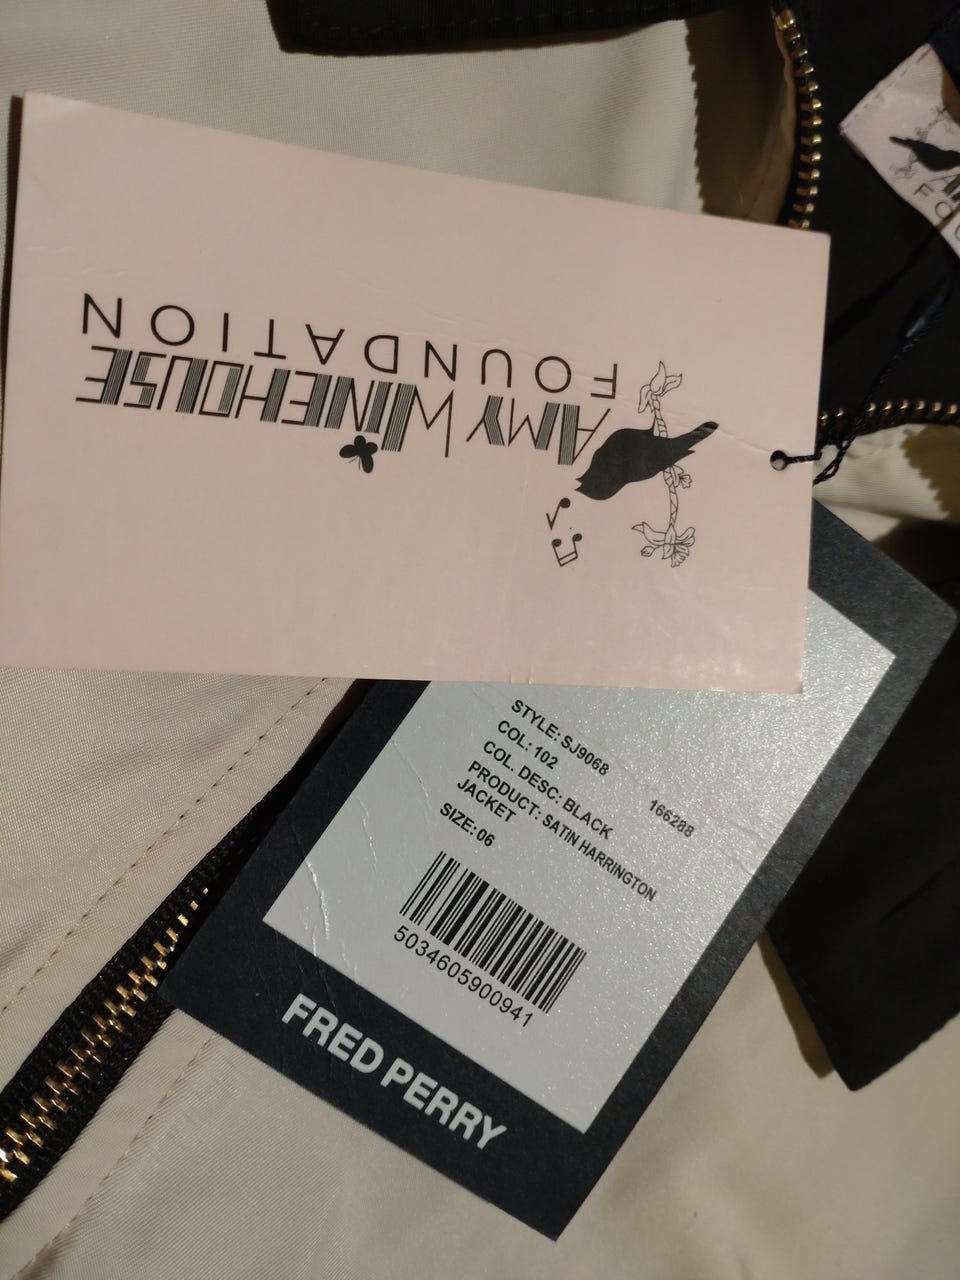 AMY WINEHOUSE
FOUNDATION
STYLE: SJ9068
COL: 102
166288
COL. DESC: BLACK
PRODUCT: SATIN HARRINGTON
JACKET
SIZE: 06
5034605900941
FRED PERRY